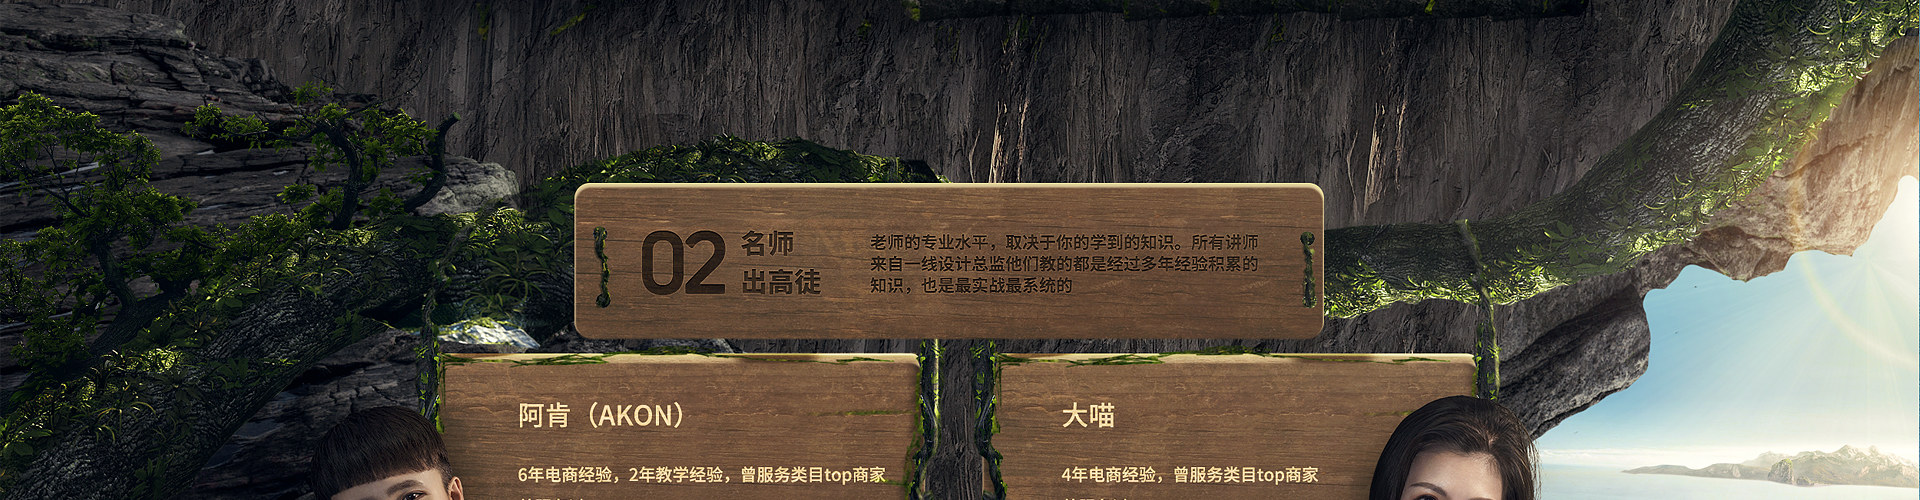 02
名师
出高徒
老师的专业水平，取决于你的学到的知识。所有讲师
来自一线设计总监他们教的都是经过多年经验积累的
知识，也是最实战最系统的
阿肯（AKON）
6年电商经验，2年教学经验，曾服务类目top商家
大喵
4年电商经验，曾服务类目top商家